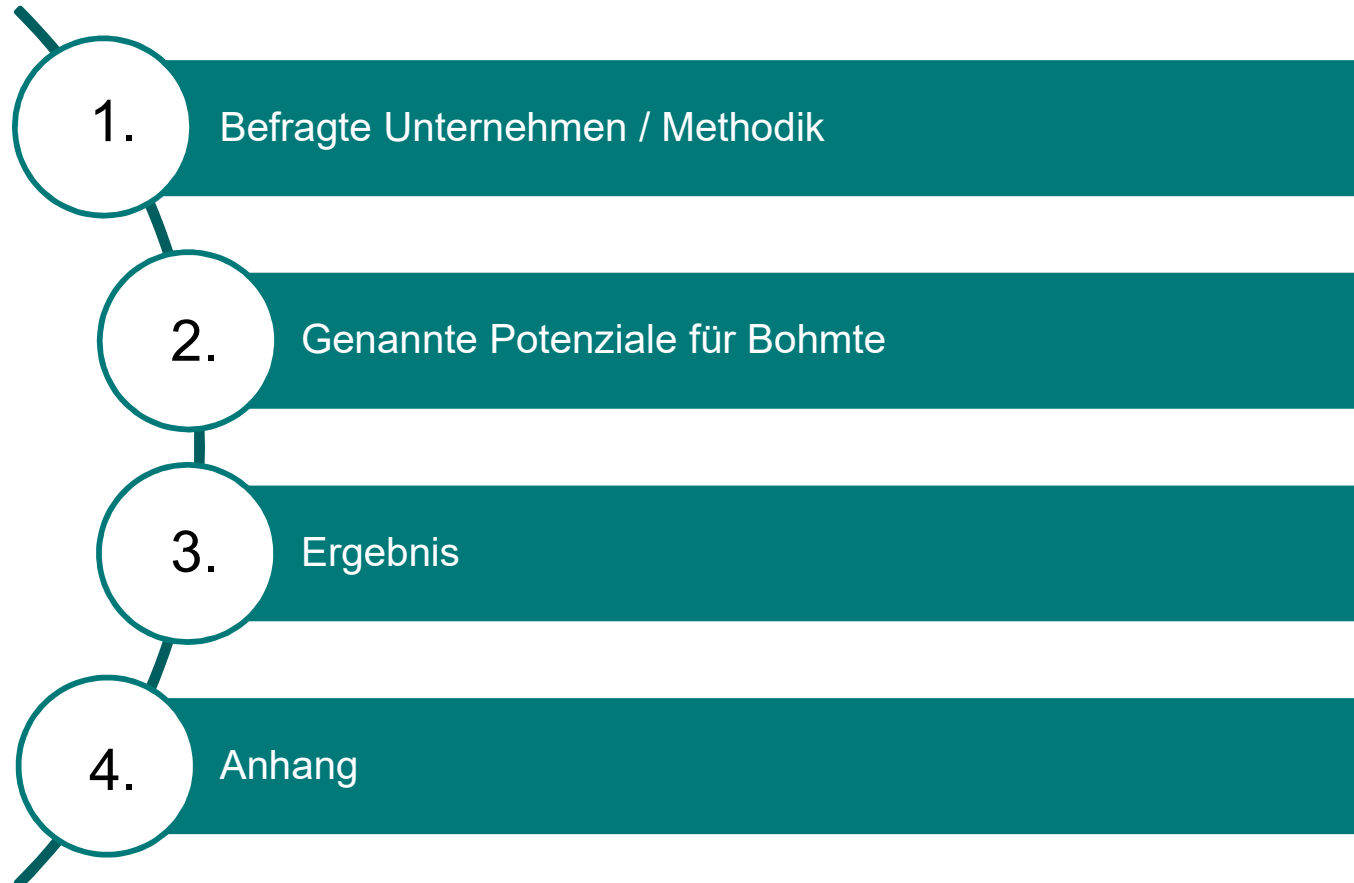 1. Befragte Unternehmen / Methodik
2. Genannte Potenziale für Bohmte
3. Ergebnis
4. Anhang